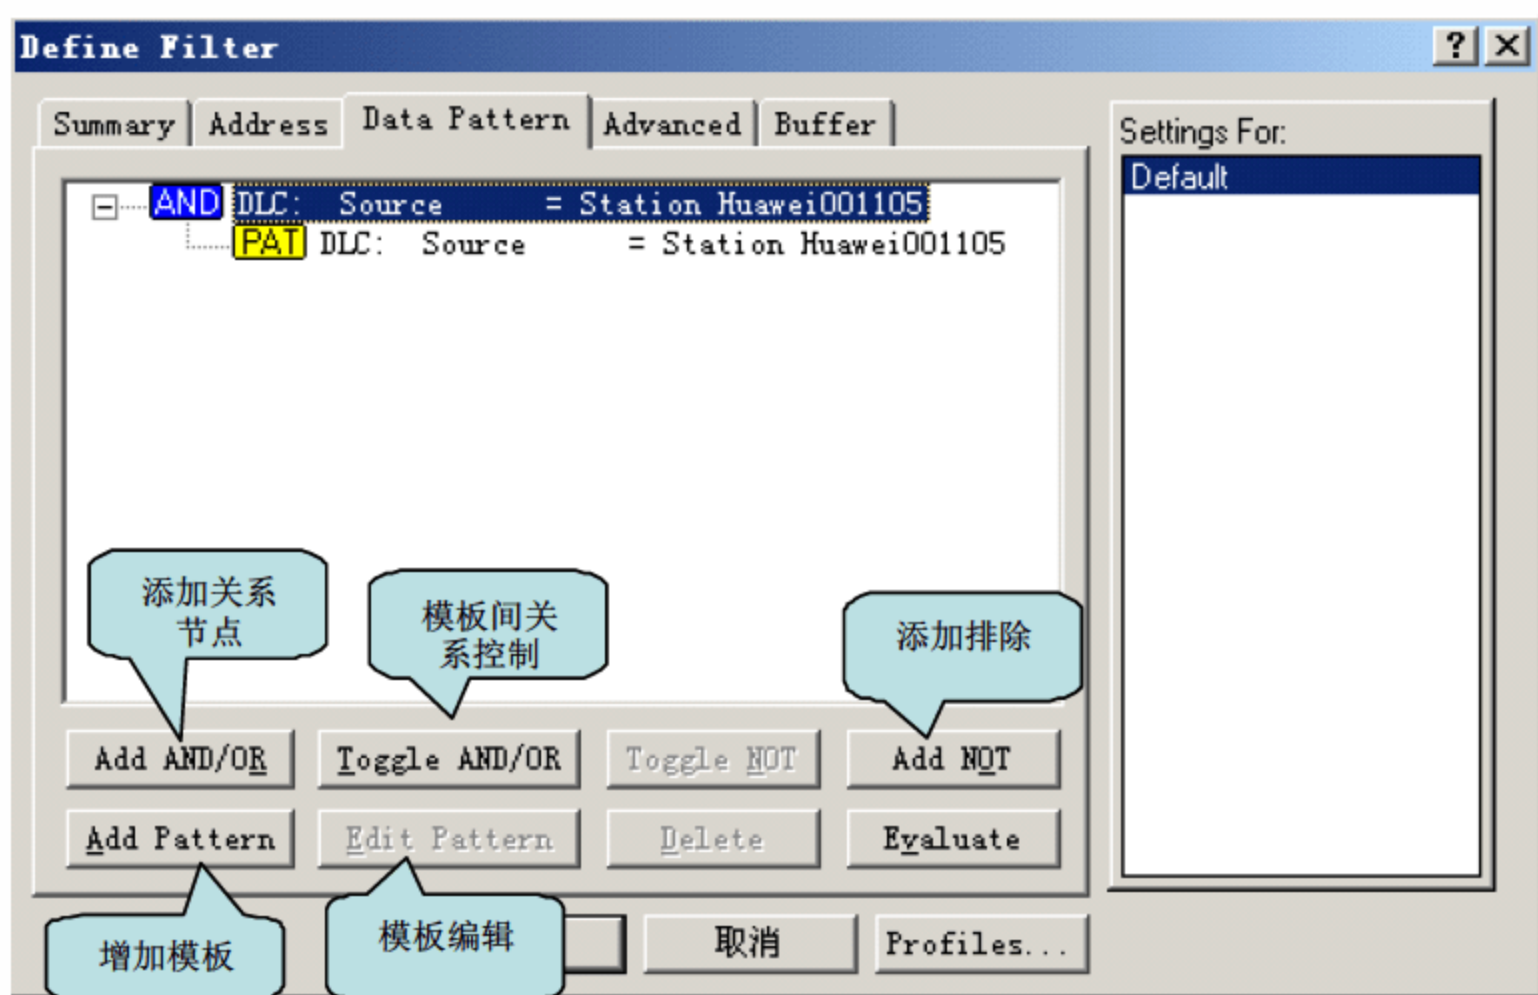 Define Filter
Summary Address Data Pattern Advanced Buffer
Settings For:
Default
AND DLC: Source = Station Huawei001105
PAT DLC: Source = Station Huawei001105
添加关系
节点
模板间关
系控制
添加排除
Add AND/OR Toggle AND/OR Toggle NOT Add NOT
Add Pattern Edit Pattern Delete Evaluate
增加模板
模板编辑
取消 Profiles...